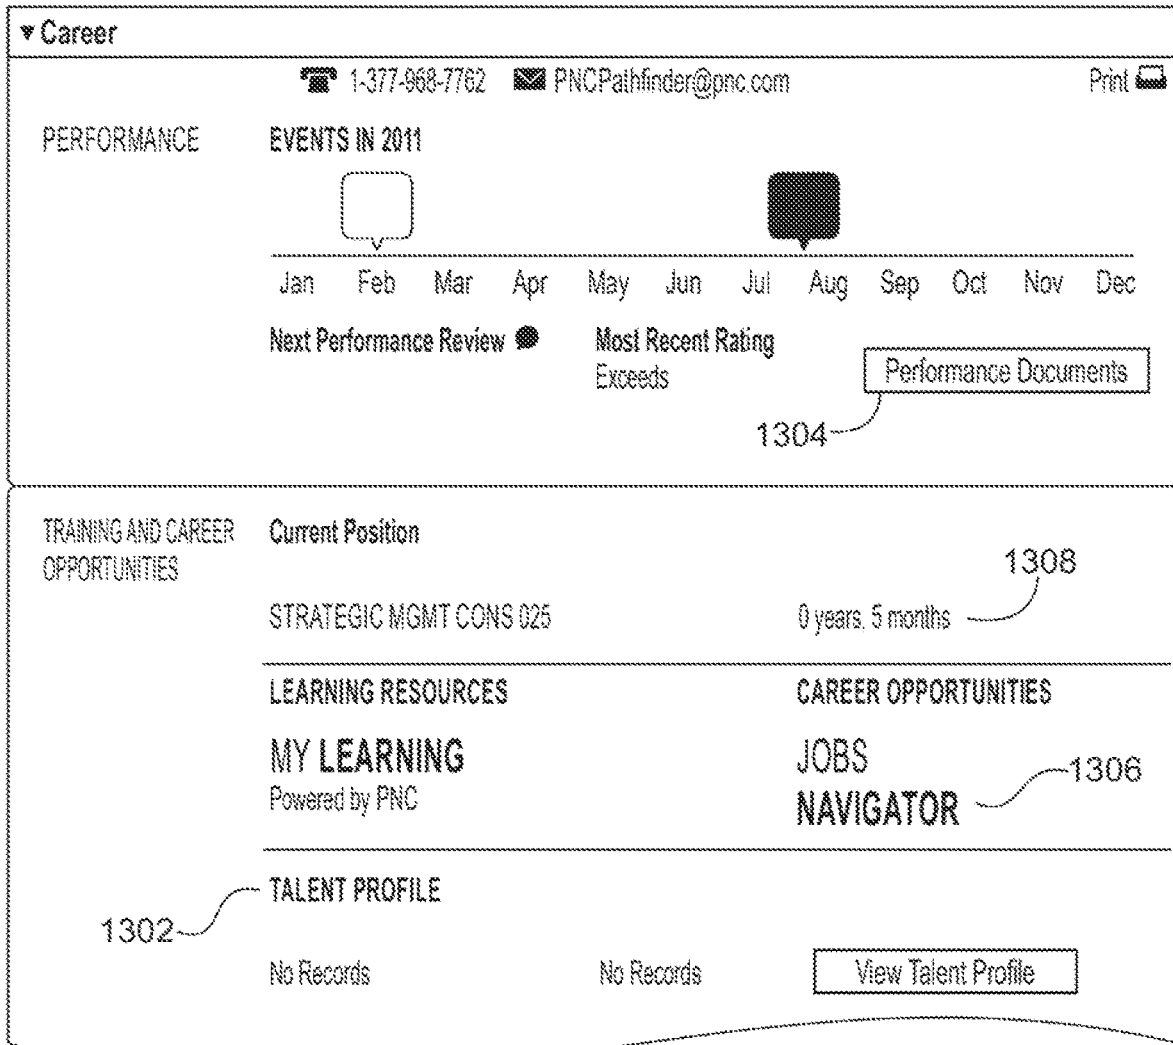 ▾ Career
1-377-968-7762 PNCPathfinder@pnc.com Print
PERFORMANCE EVENTS IN 2011
Jan Feb Mar Apr May Jun Jul Aug Sep Oct Nov Dec
Next Performance Review Most Recent Rating
Exceeds Performance Documents
1304
TRAINING AND CAREER Current Position
OPPORTUNITIES
1308
STRATEGIC MGMT CONS 025 0 years, 5 months
LEARNING RESOURCES CAREER OPPORTUNITIES
MY LEARNING JOBS
1306
Powered by PNC NAVIGATOR
TALENT PROFILE
1302
No Records No Records View Talent Profile